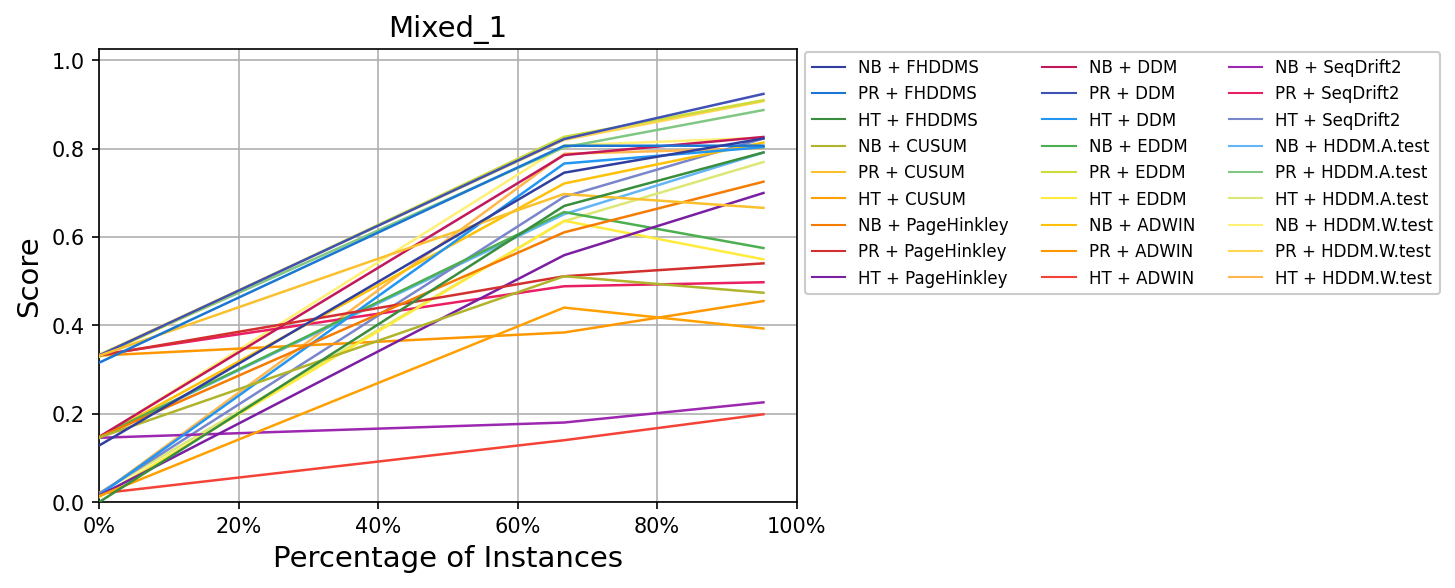 Mixed_1
1.0
0.8
0.6
0.4
0.2
0.0
Score
0%
20%
40%
60%
80%
100%
Percentage of Instances
NB + FHDDMS
PR + FHDDMS
HT + FHDDMS
NB + CUSUM
PR + CUSUM
HT + CUSUM
NB + PageHinkley
PR + PageHinkley
HT + PageHinkley
NB + DDM
PR + DDM
HT + DDM
NB + EDDM
PR + EDDM
HT + EDDM
NB + ADWIN
PR + ADWIN
HT + ADWIN
NB + SeqDrift2
PR + SeqDrift2
HT + SeqDrift2
NB + HDDM.A.test
PR + HDDM.A.test
HT + HDDM.A.test
NB + HDDM.W.test
PR + HDDM.W.test
HT + HDDM.W.test